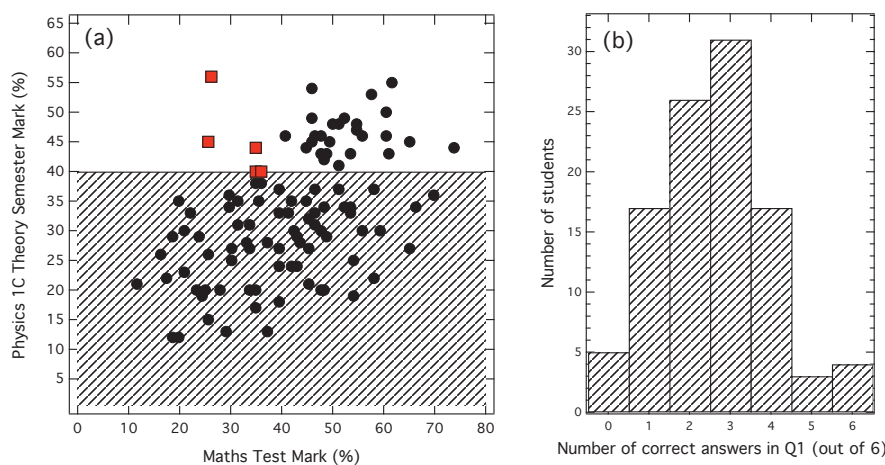 (a)
65
60
55
50
45
40
35
30
25
20
15
10
5
Physics 1C Theory Semester Mark (%)
0 10 20 30 40 50 60 70 80
Maths Test Mark (%)
(b)
30
25
20
15
10
5
0
Number of students
0 1 2 3 4 5 6
Number of correct answers in Q1 (out of 6)